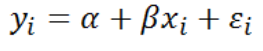 yᵢ = α + βxᵢ + εᵢ